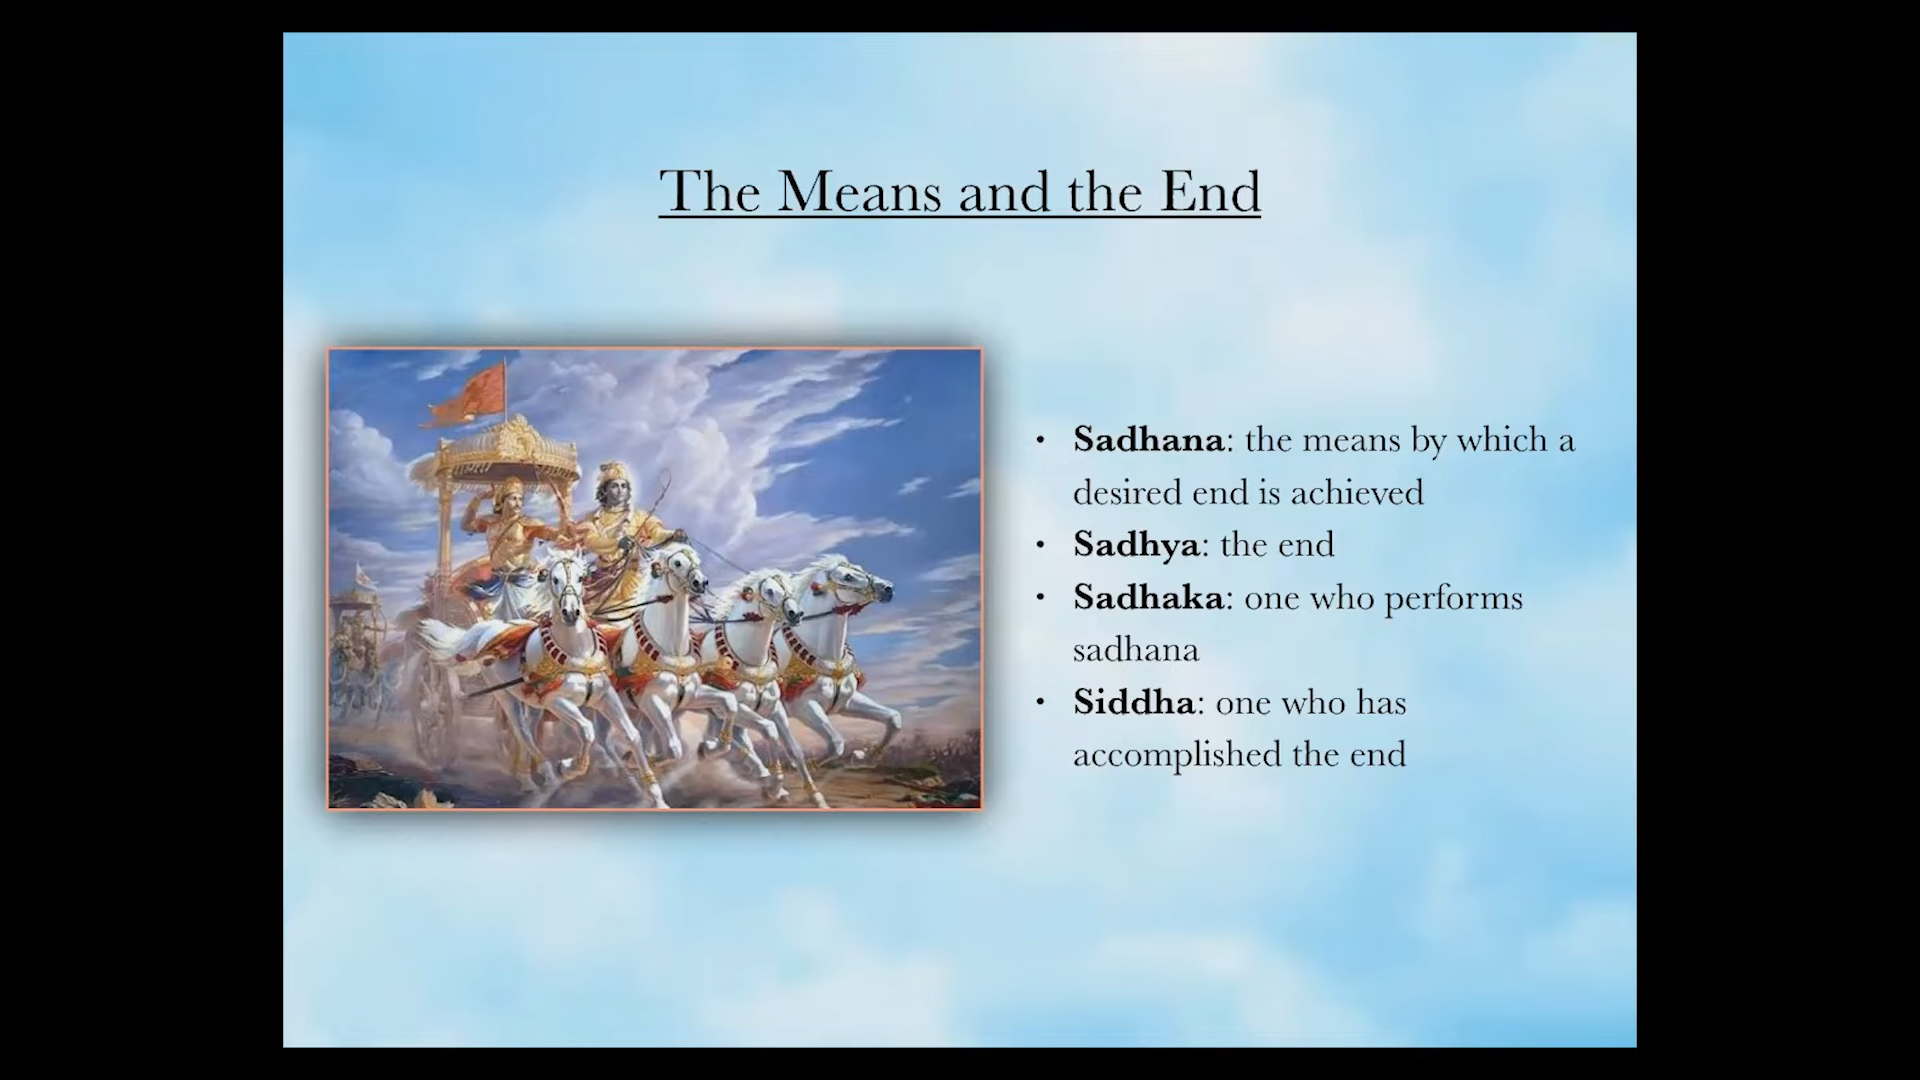 The Means and the End
• Sadhana: the means by which a
desired end is achieved
• Sadhya: the end
• Sadhaka: one who performs
sadhana
• Siddha: one who has
accomplished the end